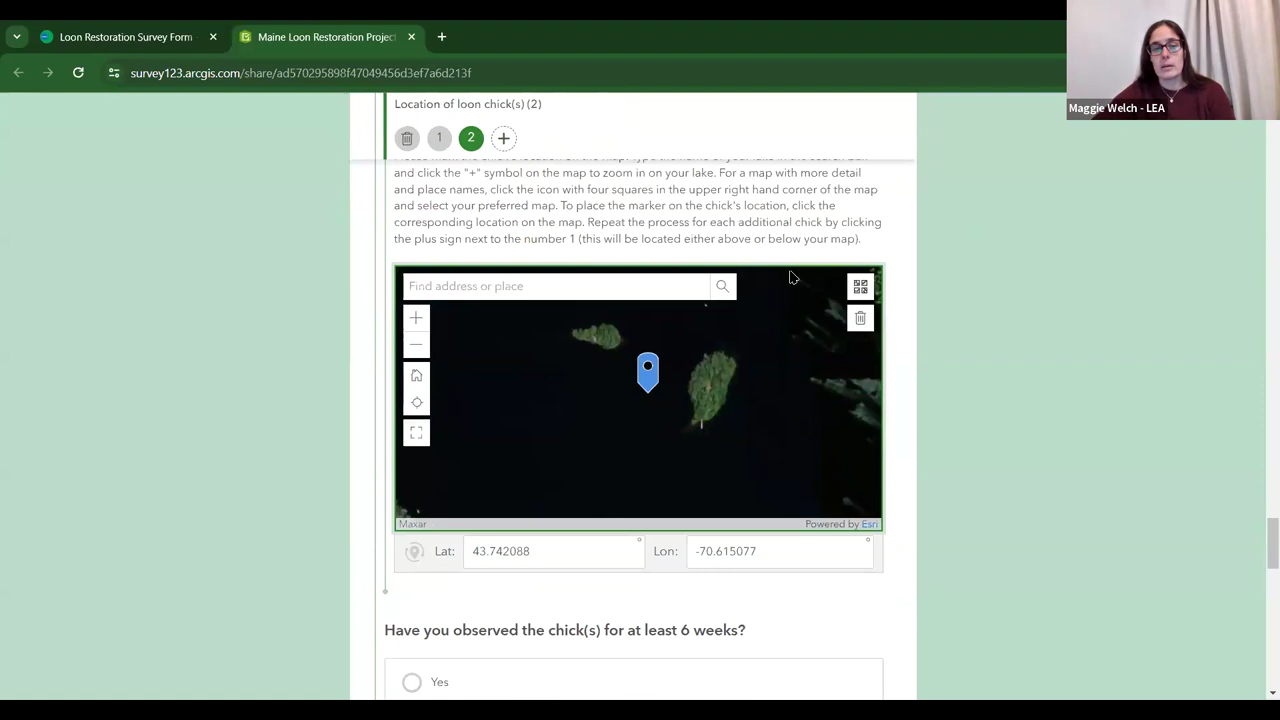 Loon Restoration Survey Form
Maine Loon Restoration Projec
survey123.arcgis.com/share/ad570295898f47049456d3ef7a6d213f
Maggie Welch - LEA
Location of loon chick(s) (2)
1
2
and click the "+" symbol on the map to zoom in on your lake. For a map with more detail
and place names, click the icon with four squares in the upper right hand corner of the map
and select your preferred map. To place the marker on the chick's location, click the
corresponding location on the map. Repeat the process for each additional chick by clicking
the plus sign next to the number 1 (this will be located either above or below your map).
Find address or place
Maxar
Powered by Esri
Lat: 43.742088 ° Lon: -70.615077 °
Have you observed the chick(s) for at least 6 weeks?
Yes